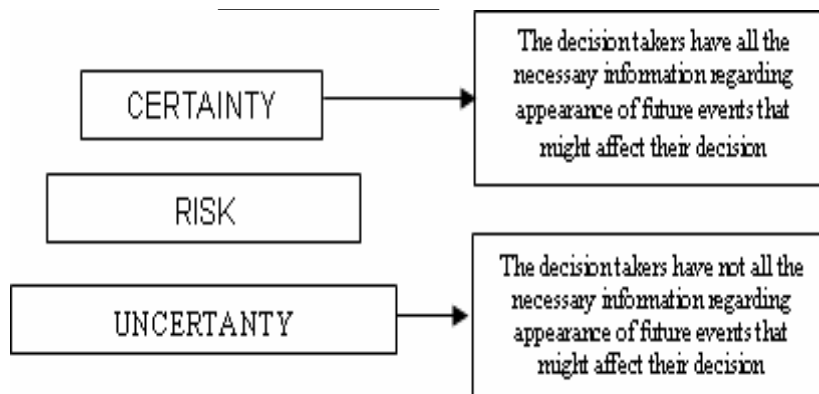 CERTAINTY
The decision takers have all the
necessary information regarding
appearance of future events that
might affect their decision
RISK
UNCERTANTY
The decision takers have not all the
necessary information regarding
appearance of future events that
might affect their decision